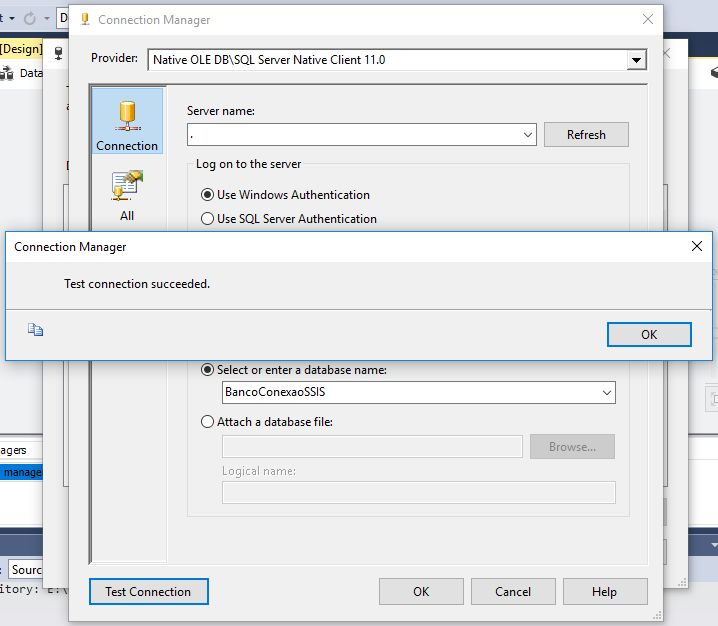 Connection Manager
[Design]
Data
Provider:
Native OLE DB\SQL Server Native Client 11.0
Connection
All
Server name:
.
Refresh
Log on to the server
Use Windows Authentication
Use SQL Server Authentication
Connection Manager
Test connection succeeded.
OK
Select or enter a database name:
BancoConexaoSSIS
Attach a database file:
Browse...
Logical name:
agers
manage
Sourc
itory: E:\
Test Connection
OK
Cancel
Help